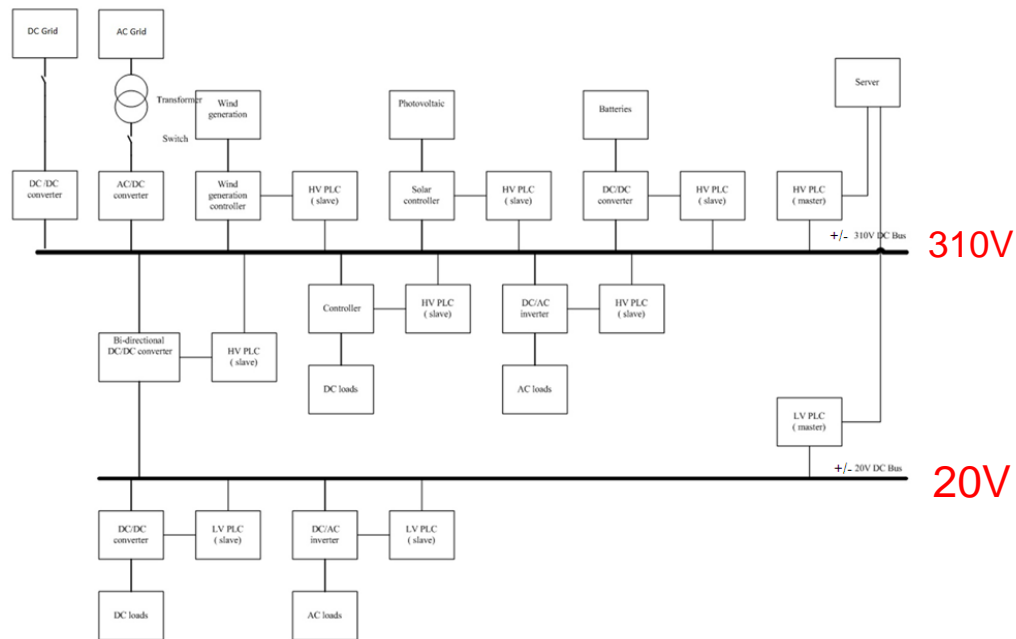 DC Grid
AC Grid
Transformer
Switch
Wind
generation
Photovoltaic
Batteries
Server
DC /DC
converter
AC/DC
converter
Wind
generation
controller
HV PLC
( slave)
Solar
controller
HV PLC
( slave)
DC/DC
converter
HV PLC
( slave)
HV PLC
( master)
+/- 310V DC Bus
310V
Bi-directional
DC/DC converter
HV PLC
( slave)
Controller
HV PLC
( slave)
DC/AC
inverter
HV PLC
( slave)
DC loads
AC loads
LV PLC
( master)
+/- 20V DC Bus
20V
DC/DC
converter
LV PLC
( slave)
DC/AC
inverter
LV PLC
( slave)
DC loads
AC loads